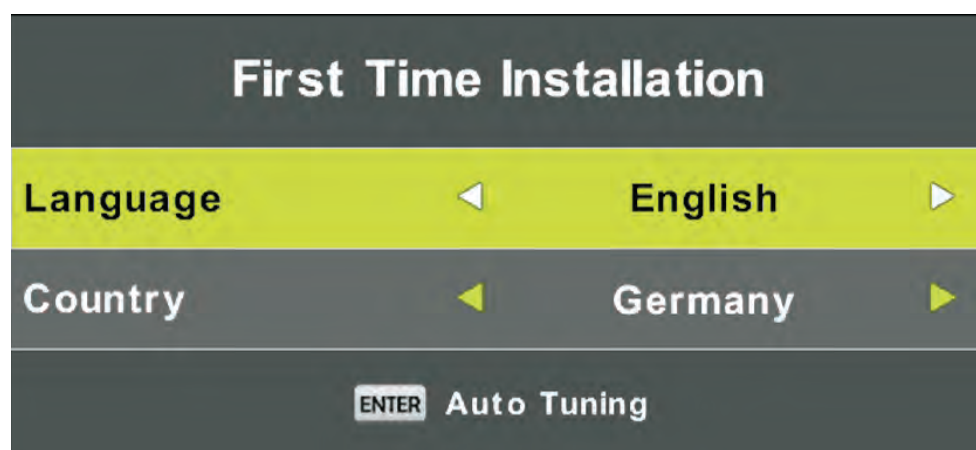 First Time Installation
Language English
Country Germany
ENTER Auto Tuning